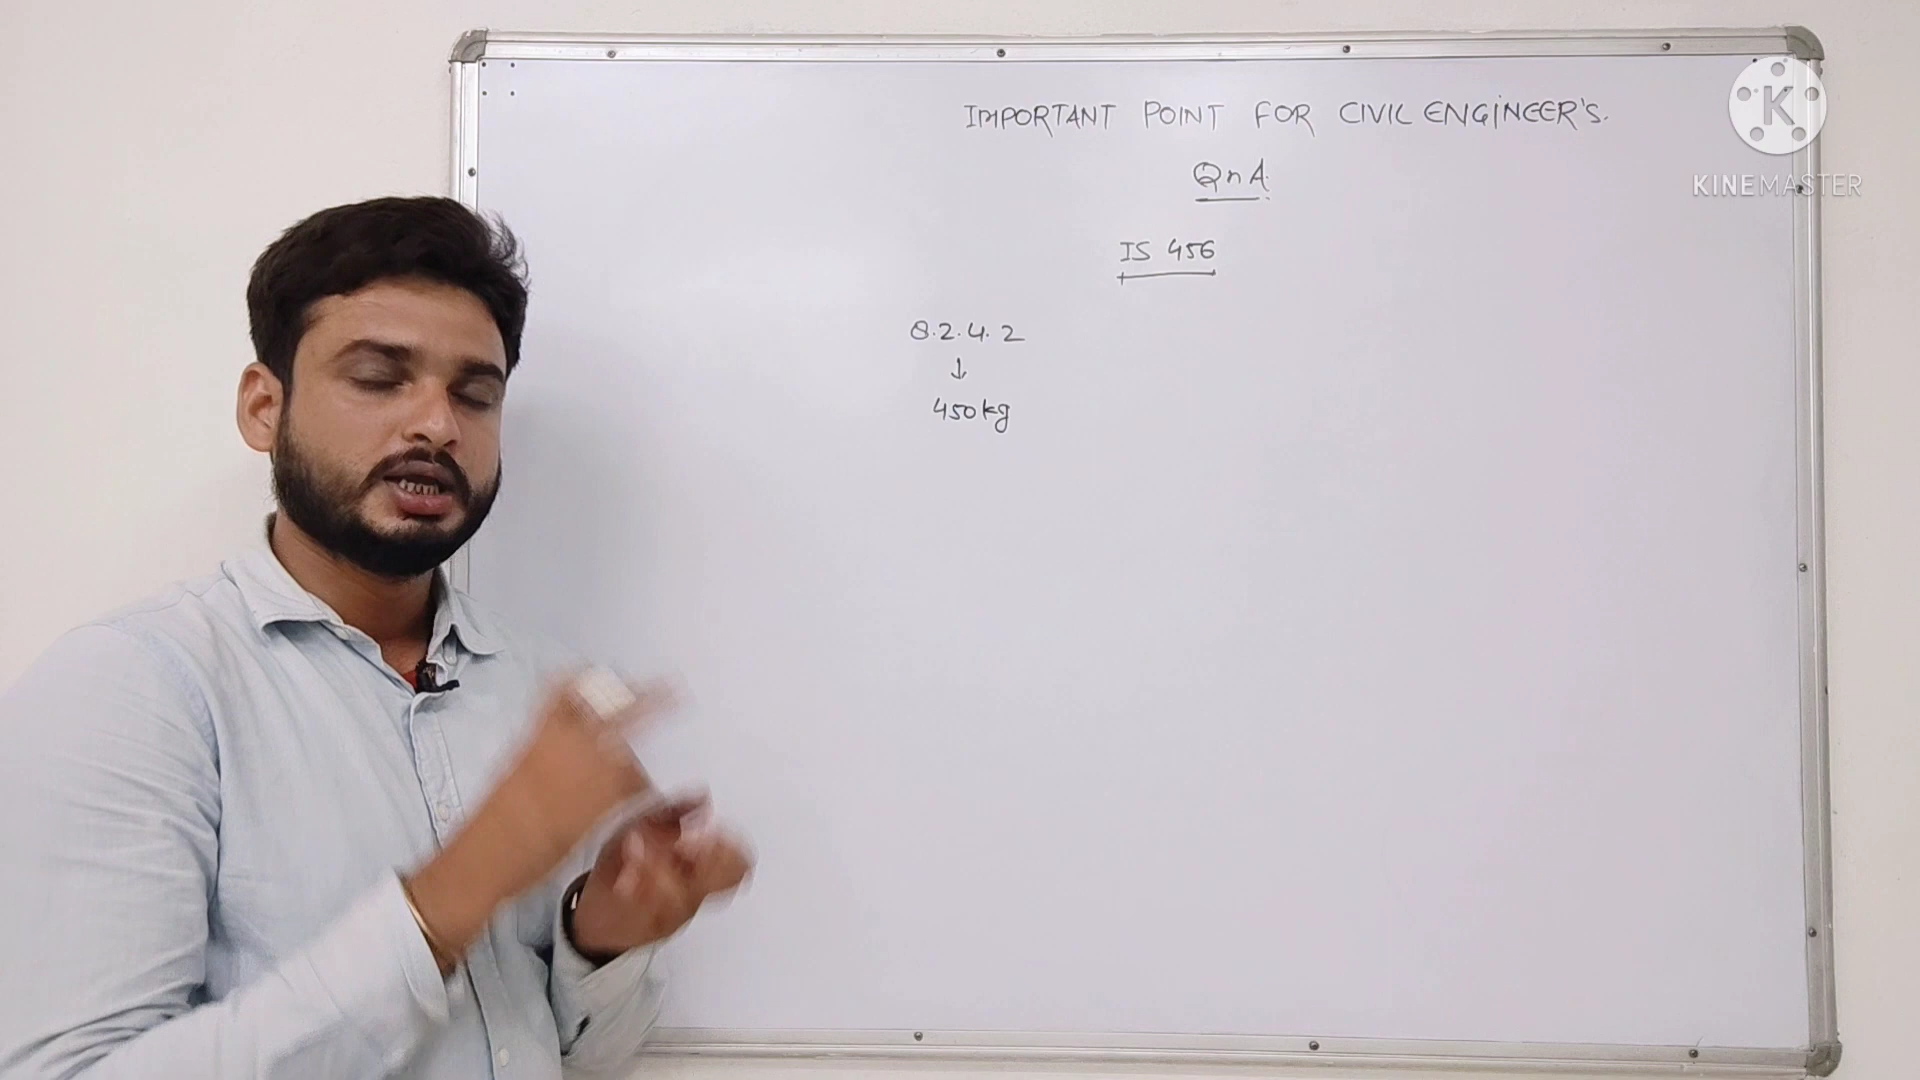 IMPORTANT POINT FOR CIVIL ENGINEER'S.
QnA.
IS 456
8.2.4.2
↓
450kg
K
KINEMASTER